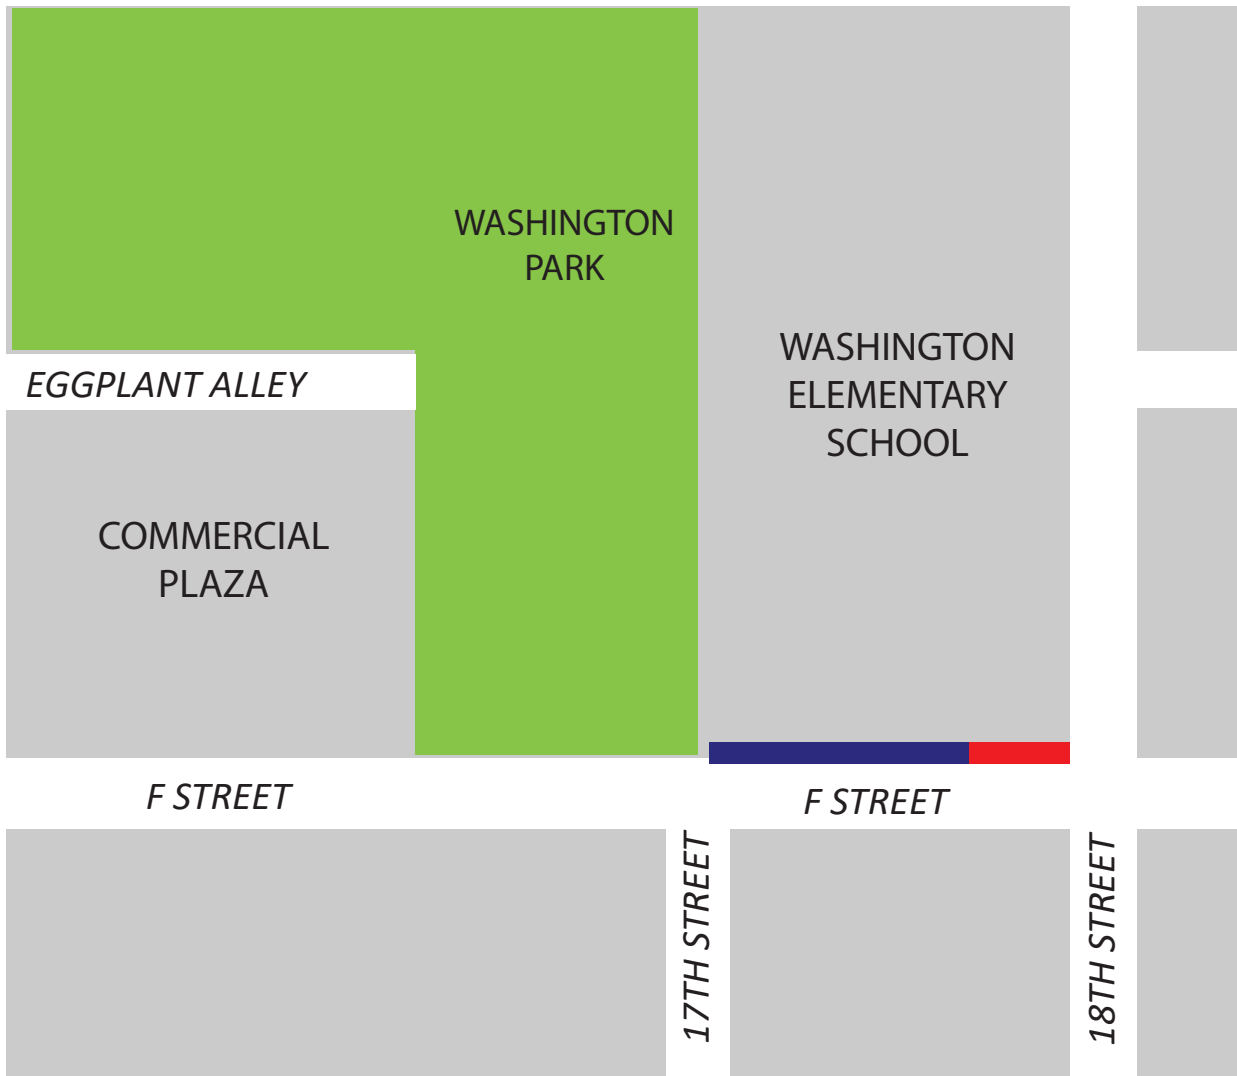 WASHINGTON
PARK
WASHINGTON
ELEMENTARY
SCHOOL
EGGPLANT ALLEY
COMMERCIAL
PLAZA
F STREET
F STREET
17TH STREET
18TH STREET